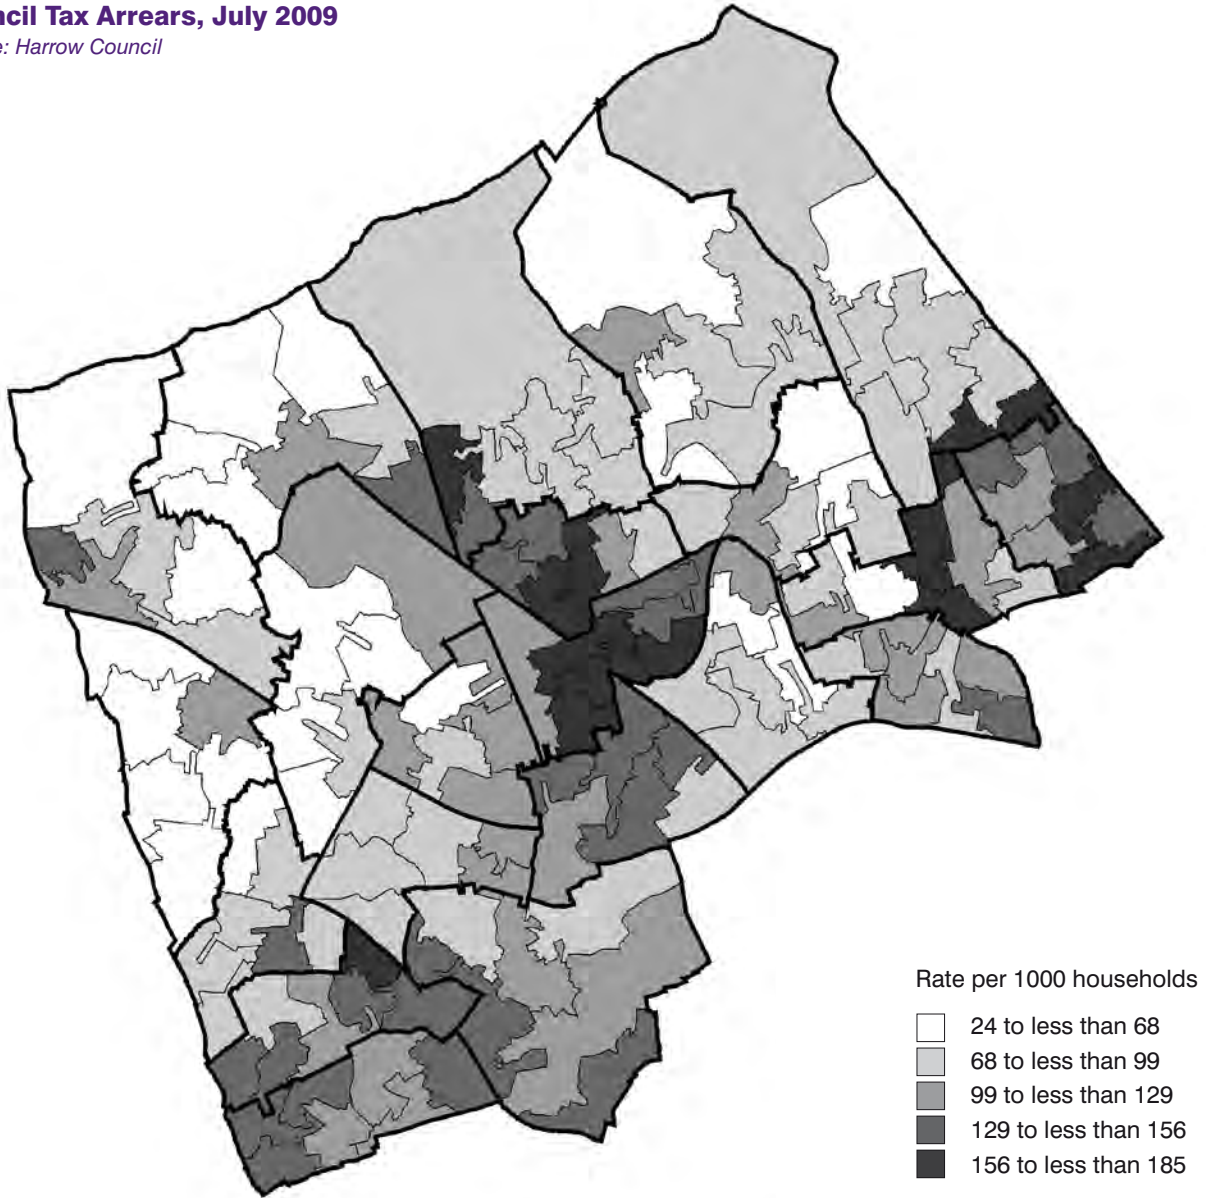 Tax Arrears, July 2009
Harrow Council
Rate per 1000 households
24 to less than 68
68 to less than 99
99 to less than 129
129 to less than 156
156 to less than 185